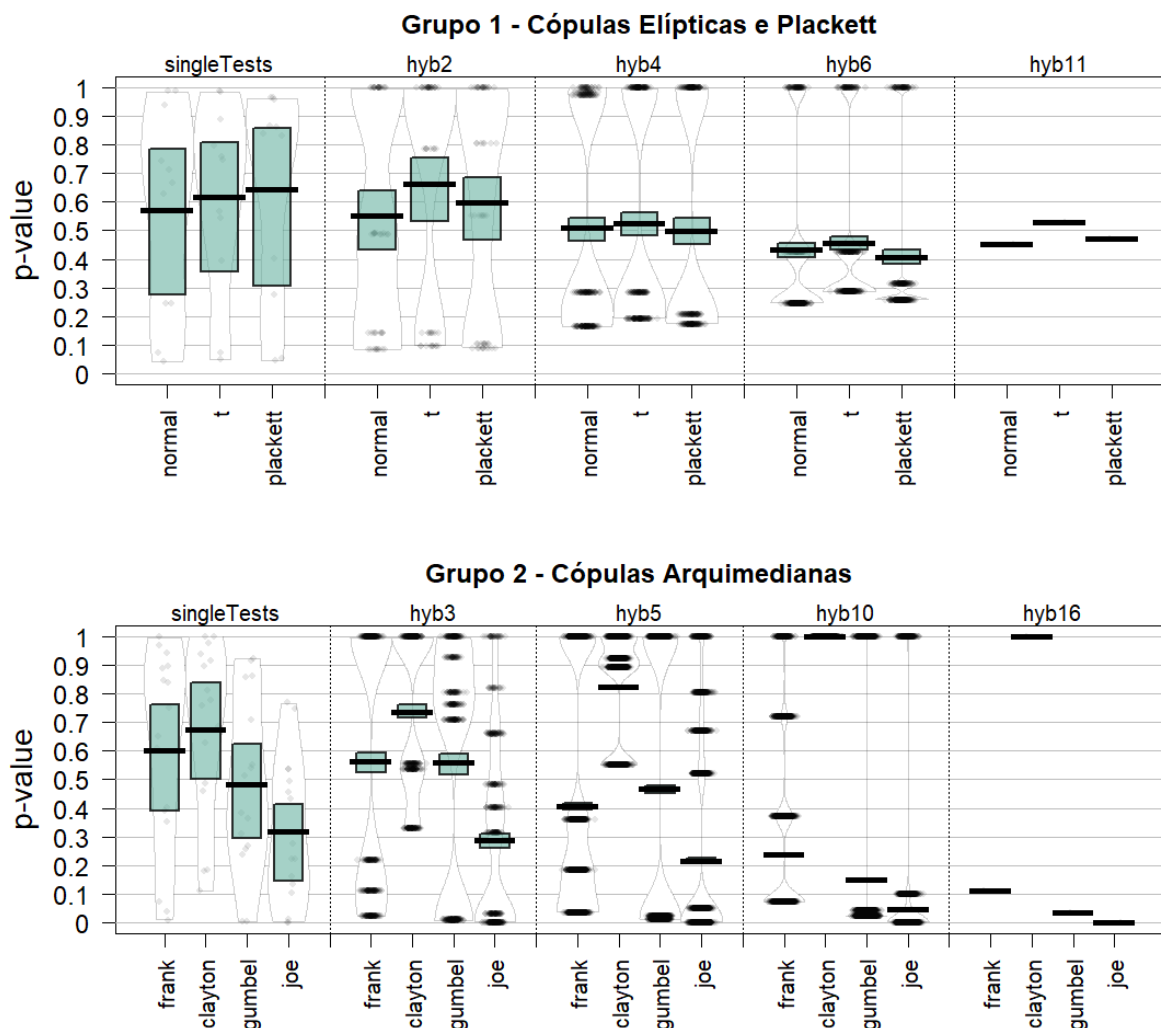 Grupo 1 - Cópulas Elípticas e Plackett
singleTests hyb2 hyb4 hyb6 hyb11
p-value
1
0.9
0.8
0.7
0.6
0.5
0.4
0.3
0.2
0.1
0
normal t plackett normal t plackett normal t plackett normal t plackett normal t plackett
Grupo 2 - Cópulas Arquimedianas
singleTests hyb3 hyb5 hyb10 hyb16
p-value
1
0.9
0.8
0.7
0.6
0.5
0.4
0.3
0.2
0.1
0
frank clayton gumbel joe frank clayton gumbel joe frank clayton gumbel joe frank clayton gumbel joe frank clayton gumbel joe